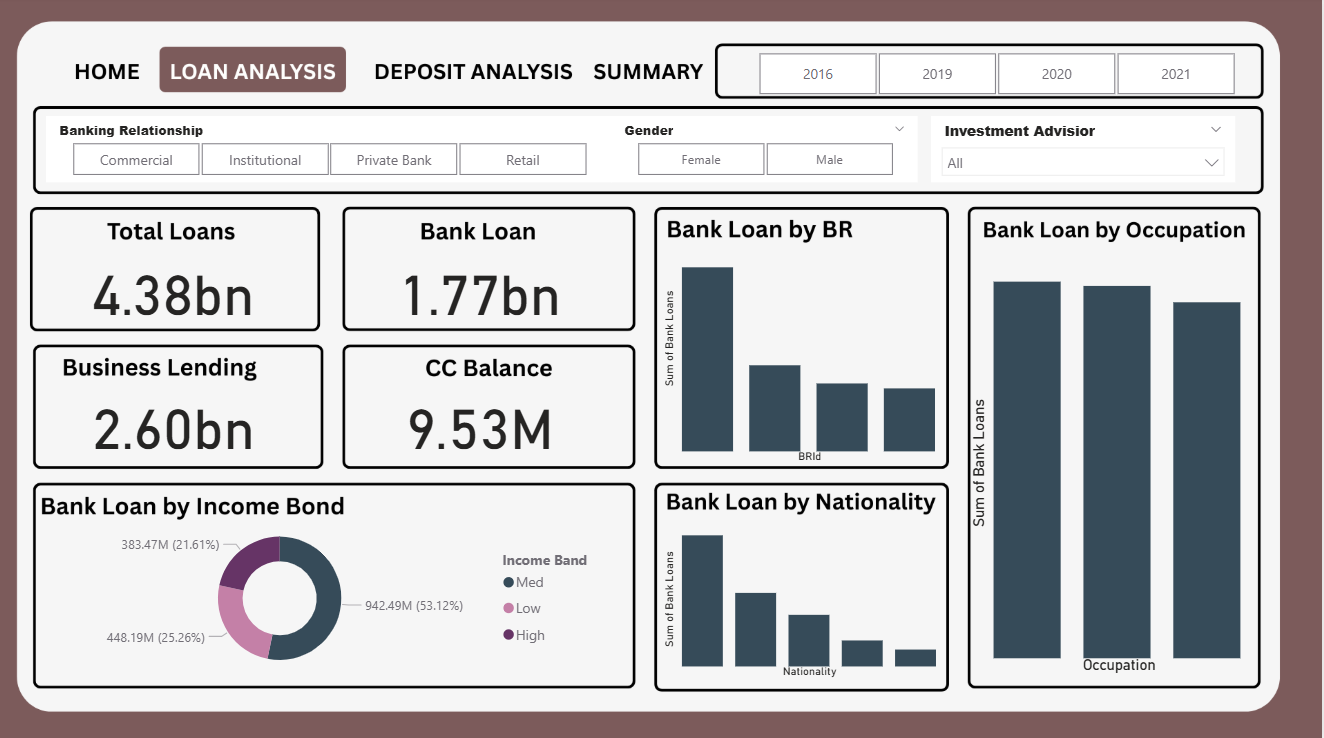 HOME LOAN ANALYSIS DEPOSIT ANALYSIS SUMMARY
2016 2019 2020 2021
Banking Relationship
Commercial Institutional Private Bank Retail
Gender
Female Male
Investment Advisior
All
Total Loans
4.38bn
Bank Loan
1.77bn
Business Lending
2.60bn
CC Balance
9.53M
Bank Loan by BR
Sum of Bank Loans
BRId
Bank Loan by Occupation
Sum of Bank Loans
Occupation
Bank Loan by Income Bond
383.47M (21.61%)
942.49M (53.12%)
448.19M (25.26%)
Income Band
Med
Low
High
Bank Loan by Nationality
Sum of Bank Loans
Nationality